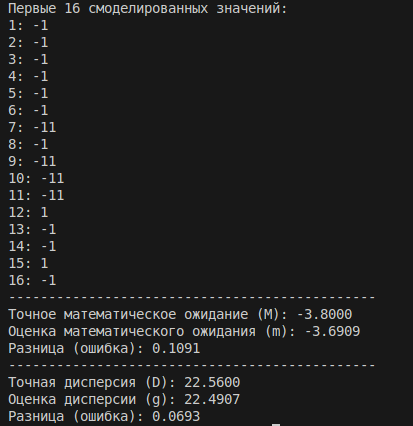 Первые 16 смоделированных значений:
1: -1
2: -1
3: -1
4: -1
5: -1
6: -1
7: -11
8: -1
9: -11
10: -11
11: -11
12: 1
13: -1
14: -1
15: 1
16: -1
----------------------------------------------
Точное математическое ожидание (M): -3.8000
Оценка математического ожидания (m): -3.6909
Разница (ошибка): 0.1091
----------------------------------------------
Точная дисперсия (D): 22.5600
Оценка дисперсии (g): 22.4907
Разница (ошибка): 0.0693